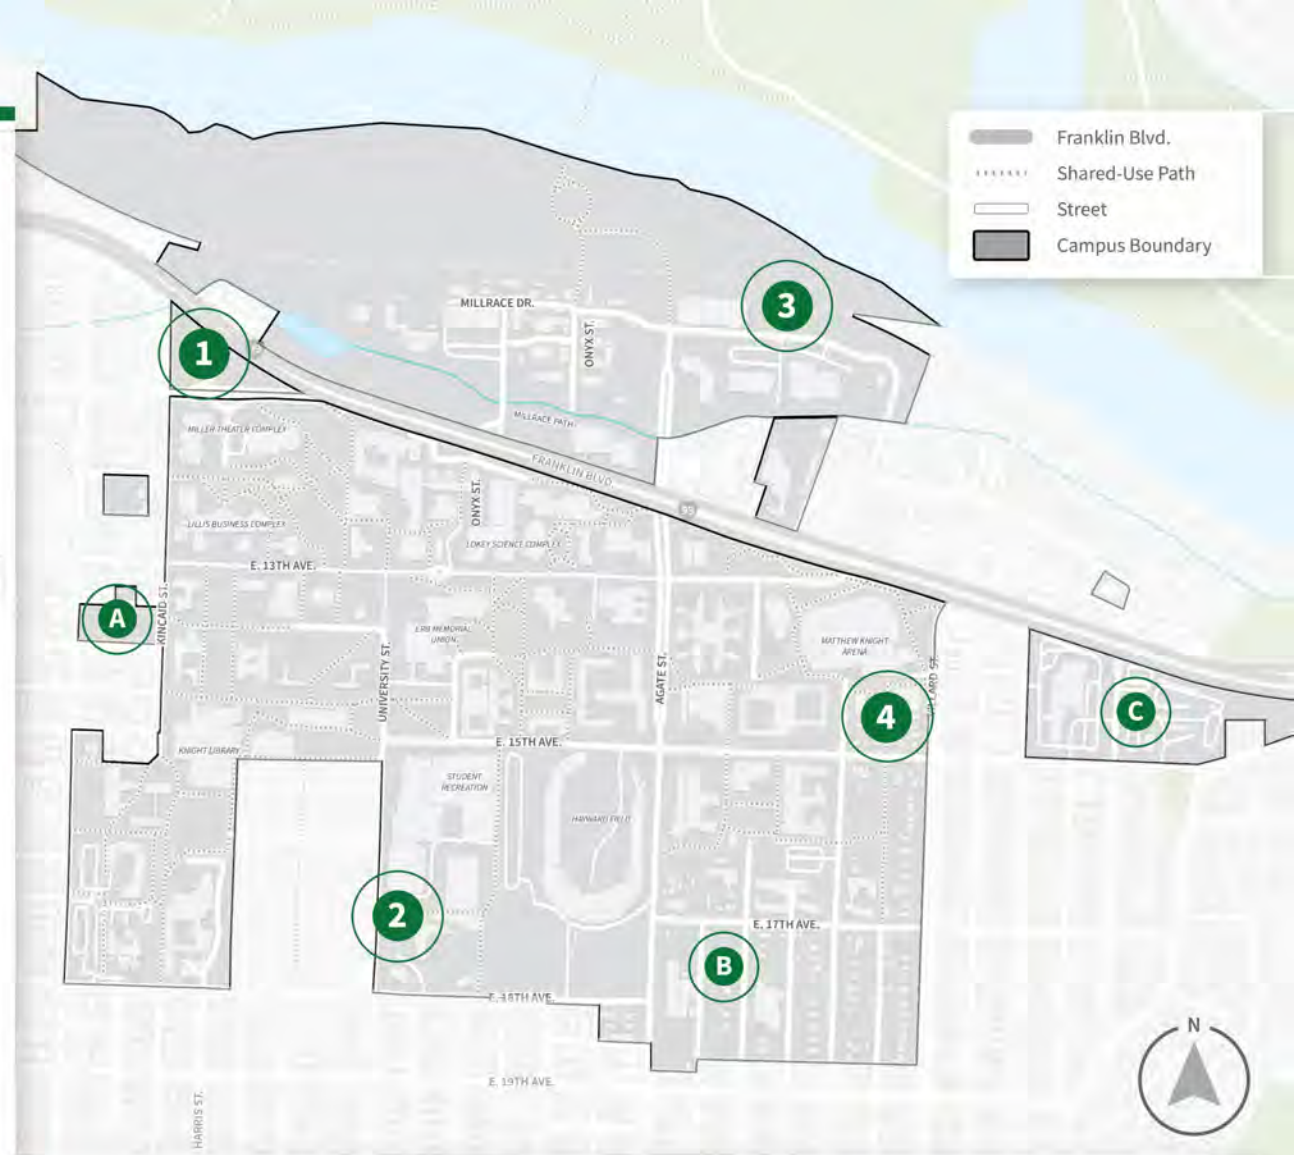 Franklin Blvd.
Shared-Use Path
Street
Campus Boundary
3
MILLRACE DR.
ONYX ST.
1
MILLRACE PATH
MILLER THEATER COMPLEX
FRANKLIN BLVD.
ONYX ST.
99
LILLIS BUSINESS COMPLEX
LOKEY SCIENCE COMPLEX
E. 13TH AVE.
KINCAID ST.
A
ERB MEMORIAL
UNION
MATTHEW KNIGHT
ARENA
UNIVERSITY ST.
AGATE ST.
4
C
KNIGHT LIBRARY
E. 15TH AVE.
STUDENT
RECREATION
HAYWARD FIELD
2
E. 17TH AVE.
B
E. 18TH AVE.
N
E. 19TH AVE.
HARRIS ST.